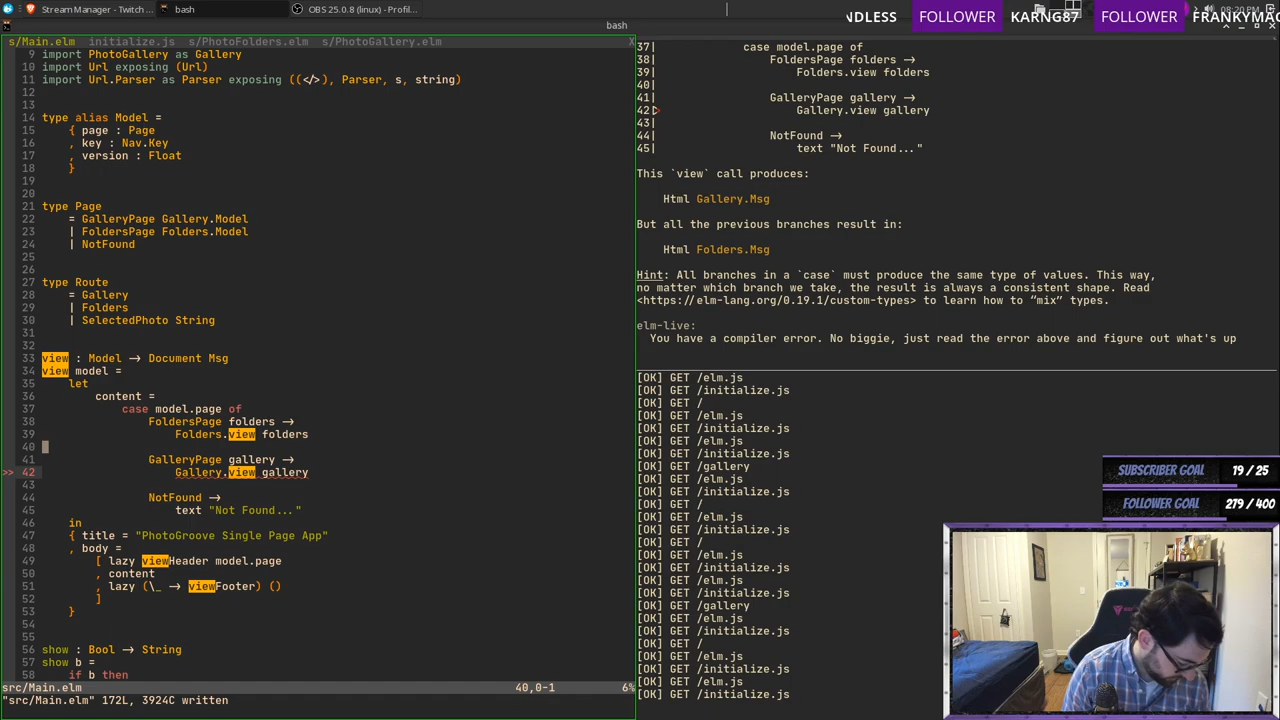 Stream Manager - Twitch ...
bash
OBS 25.0.8 (linux) - Profil...
08:20 PM
NDLESS
FOLLOWER
KARNG87
FOLLOWER
FRANKYMAC
bash
s/Main.elm initialize.js s/PhotoFolders.elm s/PhotoGallery.elm X
9 import PhotoGallery as Gallery
10 import Url exposing (Url)
11 import Url.Parser as Parser exposing ((</>), Parser, s, string)
12
13
14 type alias Model =
15 { page : Page
16 , key : Nav.Key
17 , version : Float
18 }
19
20
21 type Page
22 = GalleryPage Gallery.Model
23 | FoldersPage Folders.Model
24 | NotFound
25
26
27 type Route
28 = Gallery
29 | Folders
30 | SelectedPhoto String
31
32
33 view : Model -> Document Msg
34 view model =
35 let
36 content =
37 case model.page of
38 FoldersPage folders ->
39 Folders.view folders
40
41 GalleryPage gallery ->
>> 42 Gallery.view gallery
43
44 NotFound ->
45 text "Not Found..."
46 in
47 { title = "PhotoGroove Single Page App"
48 , body =
49 [ lazy viewHeader model.page
50 , content
51 , lazy (\_ -> viewFooter) ()
52 ]
53 }
54
55
56 show : Bool -> String
57 show b =
58 if b then
src/Main.elm 40,0-1 6%
"src/Main.elm" 172L, 3924C written
37| case model.page of
38| FoldersPage folders ->
39| Folders.view folders
40|
41| GalleryPage gallery ->
42|> Gallery.view gallery
43|
44| NotFound ->
45| text "Not Found..."
This `view` call produces:
Html Gallery.Msg
But all the previous branches result in:
Html Folders.Msg
Hint: All branches in a `case` must produce the same type of values. This way,
no matter which branch we take, the result is always a consistent shape. Read
<https://elm-lang.org/0.19.1/custom-types> to learn how to “mix” types.
elm-live:
You have a compiler error. No biggie, just read the error above and figure out what's up
[OK] GET /elm.js
[OK] GET /initialize.js
[OK] GET /
[OK] GET /elm.js
[OK] GET /initialize.js
[OK] GET /elm.js
[OK] GET /initialize.js
[OK] GET /gallery
[OK] GET /elm.js
[OK] GET /initialize.js
[OK] GET /
[OK] GET /elm.js
[OK] GET /initialize.js
[OK] GET /
[OK] GET /elm.js
[OK] GET /initialize.js
[OK] GET /elm.js
[OK] GET /initialize.js
[OK] GET /gallery
[OK] GET /elm.js
[OK] GET /initialize.js
[OK] GET /
[OK] GET /elm.js
[OK] GET /initialize.js
[OK] GET /elm.js
[OK] GET /initialize.js
SUBSCRIBER GOAL 19 / 25
FOLLOWER GOAL 279 / 400